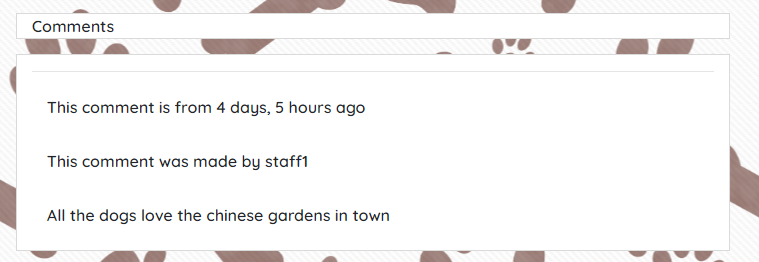 Comments
This comment is from 4 days, 5 hours ago
This comment was made by staff1
All the dogs love the chinese gardens in town